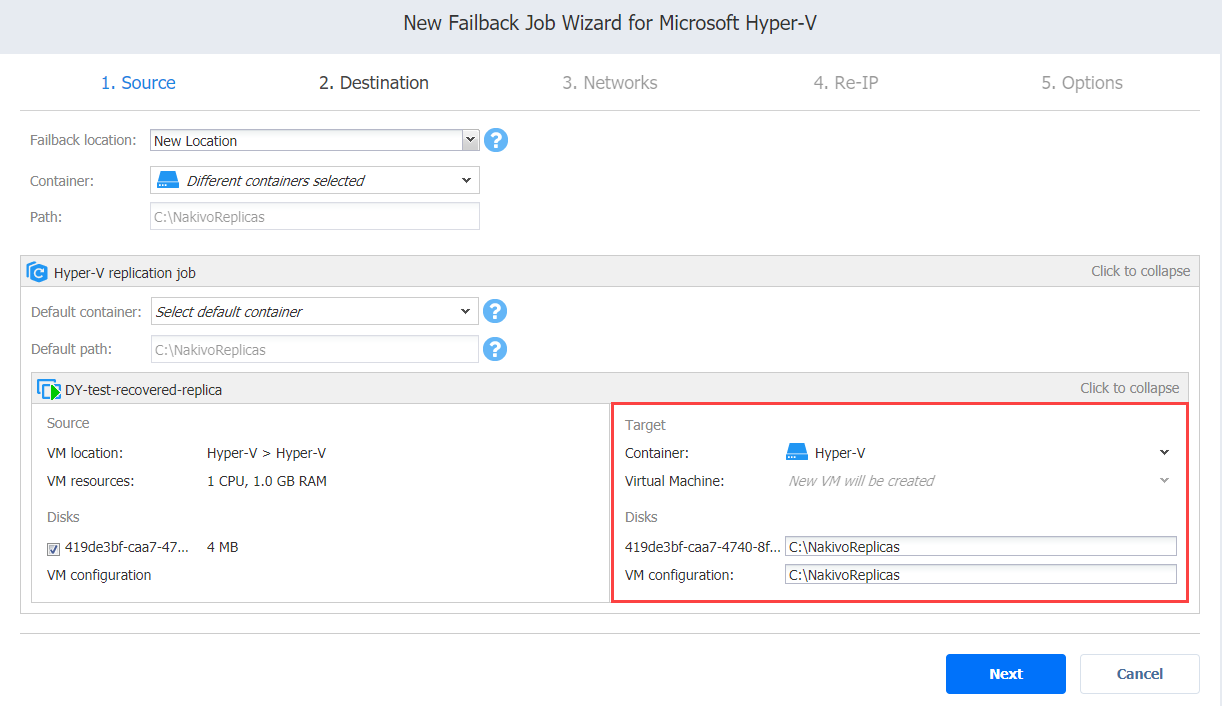 New Failback Job Wizard for Microsoft Hyper-V
1. Source 2. Destination 3. Networks 4. Re-IP 5. Options
Failback location: New Location ?
Container: Different containers selected
Path: C:\NakivoReplicas
Hyper-V replication job Click to collapse
Default container: Select default container ?
Default path: C:\NakivoReplicas ?
DY-test-recovered-replica Click to collapse
Source
VM location: Hyper-V > Hyper-V
VM resources: 1 CPU, 1.0 GB RAM
Disks
419de3bf-caa7-47... 4 MB
VM configuration
Target
Container: Hyper-V
Virtual Machine: New VM will be created
Disks
419de3bf-caa7-4740-8f... C:\NakivoReplicas
VM configuration: C:\NakivoReplicas
Next Cancel